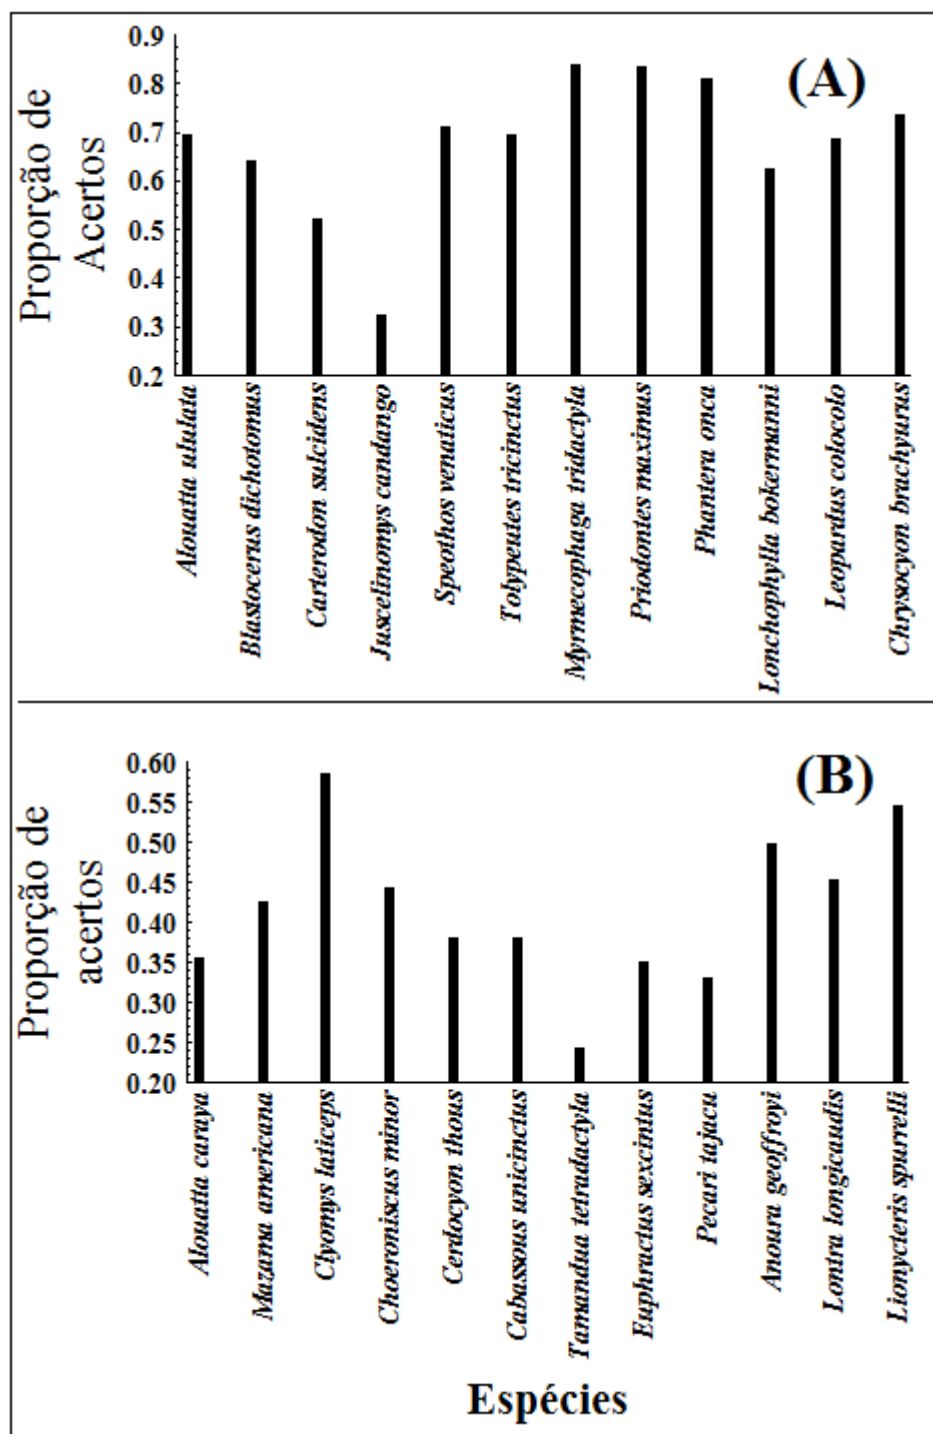 (A)
Proporção de
Acertos
0.9
0.8
0.7
0.6
0.5
0.4
0.3
0.2
Alouatta ululata
Blastocerus dichotomus
Carterodon sulcidens
Juscelinomys candango
Speothos venaticus
Tolypeutes tricinctus
Myrmecophaga tridactyla
Priodontes maximus
Phantera onca
Lonchophylla bokermanni
Leopardus colocolo
Chrysocyon brachyurus
(B)
Proporção de
acertos
0.60
0.55
0.50
0.45
0.40
0.35
0.30
0.25
0.20
Alouatta caraya
Mazama americana
Clyomys laticeps
Choeroniscus minor
Cerdocyon thous
Cabassous unicinctus
Tamandua tetradactyla
Euphractus sexcintus
Pecari tajacu
Anoura geoffroyi
Lontra longicaudis
Lionycteris spurrelli
Espécies